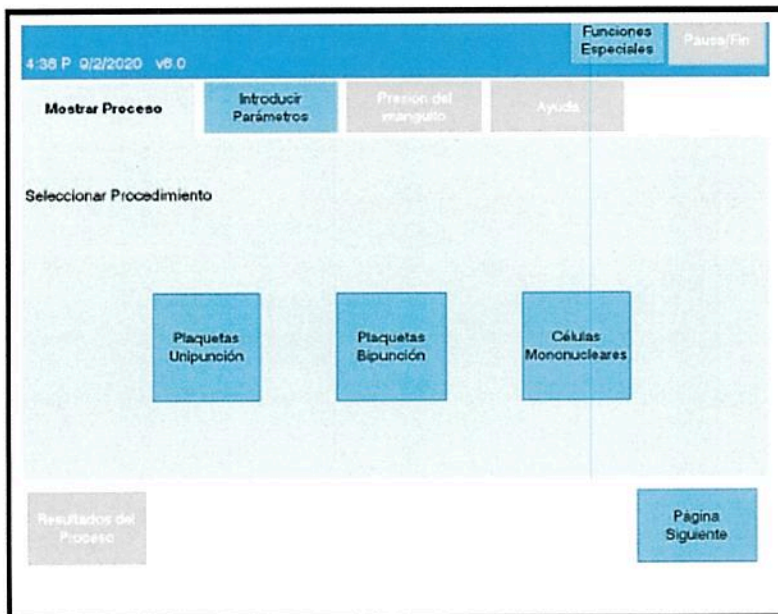 Funciones
Especiales
Pausa/Fin
4:36 P 9/2/2020 v6.0
Mostrar Proceso
Introducir
Parámetros
Presión del
manguito
Ayuda
Seleccionar Procedimiento
Plaquetas
Unipunción
Plaquetas
Bipunción
Células
Mononucleares
Resultados del
Proceso
Página
Siguiente